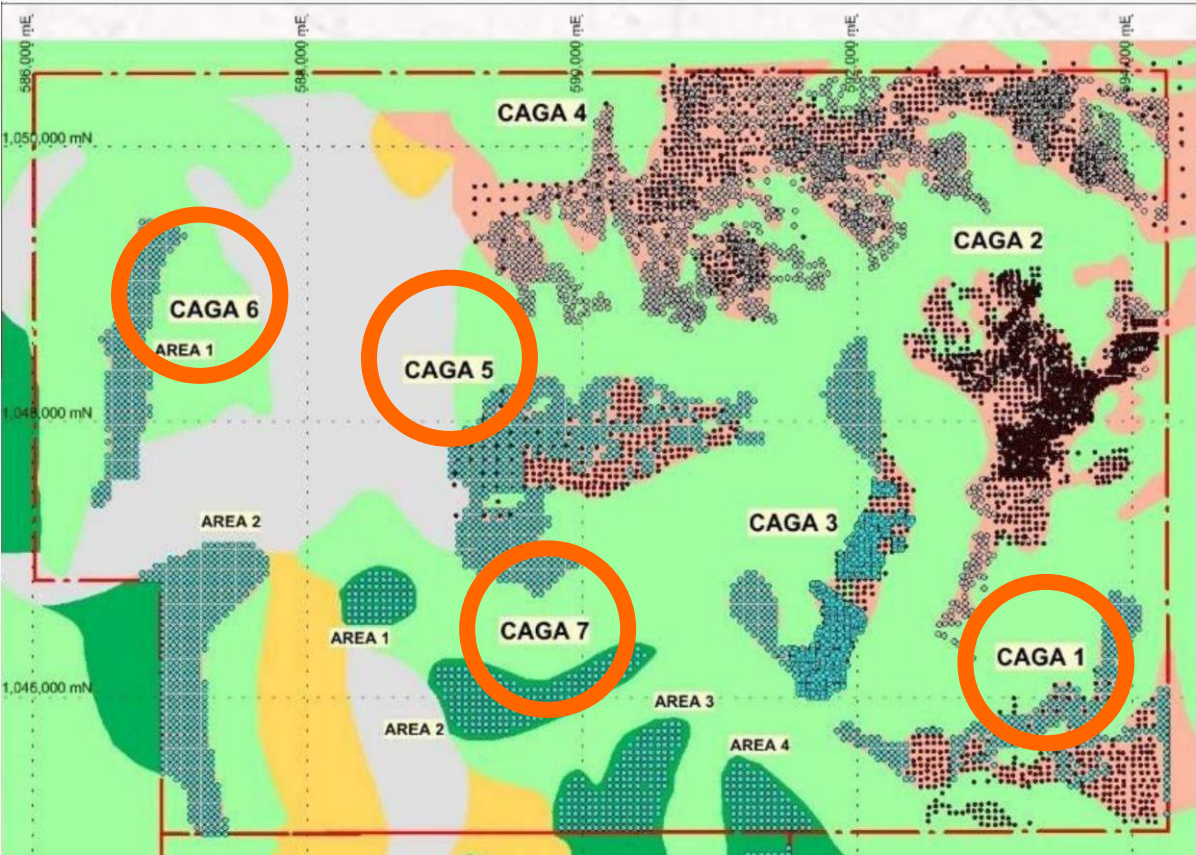 586,000 mE
588,000 mE
590,000 mE
592,000 mE
594,000 mE
CAGA 4
1,050,000 mN
CAGA 2
CAGA 6
AREA 1
CAGA 5
1,048,000 mN
AREA 2
CAGA 3
AREA 1
CAGA 7
CAGA 1
1,046,000 mN
AREA 2
AREA 3
AREA 4